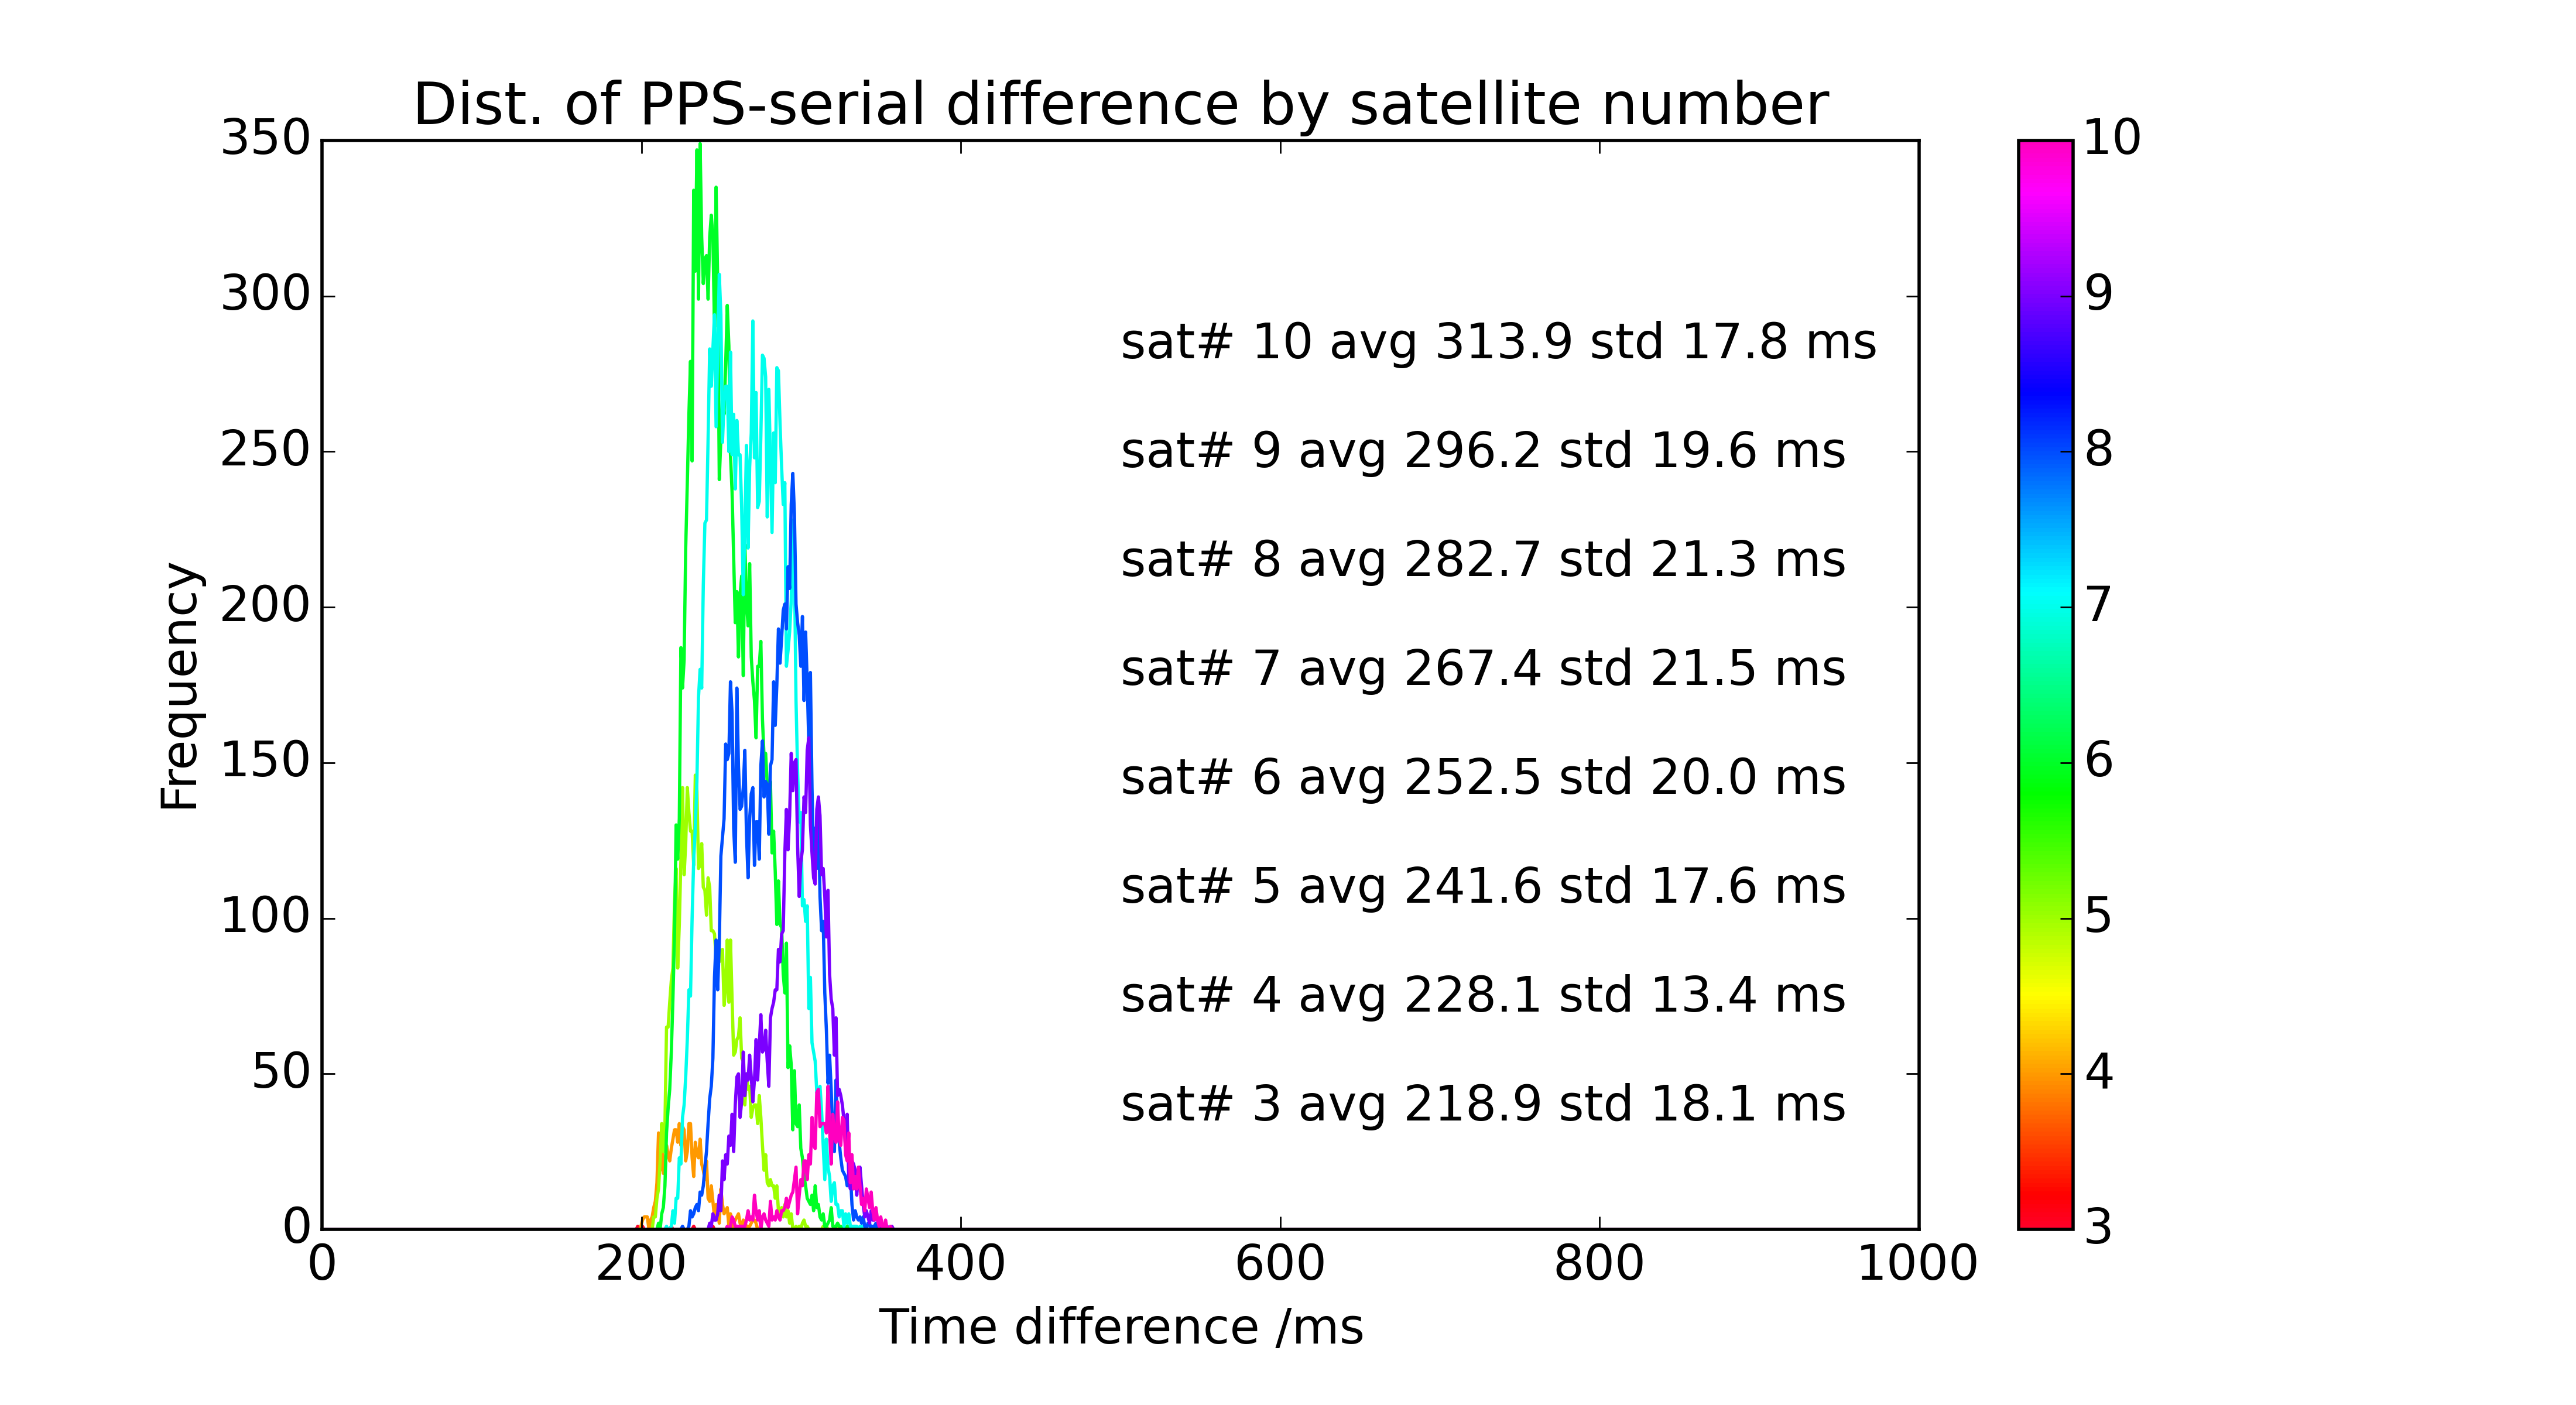 Dist. of PPS-serial difference by satellite number
350
300
250
200
150
100
50
0
Frequency
sat# 10 avg 313.9 std 17.8 ms
sat# 9 avg 296.2 std 19.6 ms
sat# 8 avg 282.7 std 21.3 ms
sat# 7 avg 267.4 std 21.5 ms
sat# 6 avg 252.5 std 20.0 ms
sat# 5 avg 241.6 std 17.6 ms
sat# 4 avg 228.1 std 13.4 ms
sat# 3 avg 218.9 std 18.1 ms
0 200 400 600 800 1000
Time difference /ms
10
9
8
7
6
5
4
3